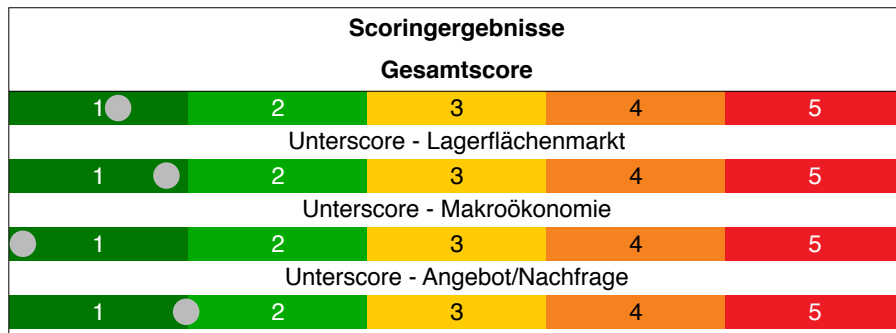 Scoringergebnisse
Gesamtscore
1 2 3 4 5
Unterscore - Lagerflächenmarkt
1 2 3 4 5
Unterscore - Makroökonomie
1 2 3 4 5
Unterscore - Angebot/Nachfrage
1 2 3 4 5